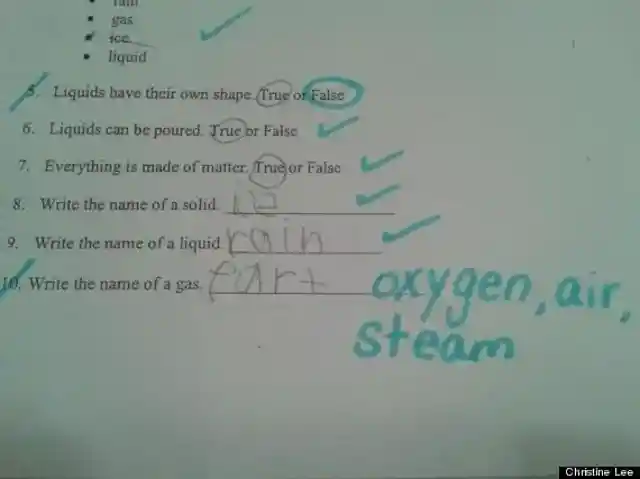 rain
gas
ice
liquid
5. Liquids have their own shape. True or False
6. Liquids can be poured. True or False
7. Everything is made of matter. True or False
8. Write the name of a solid.
9. Write the name of a liquid rain
10. Write the name of a gas. fart oxygen, air,
steam
Christine Lee